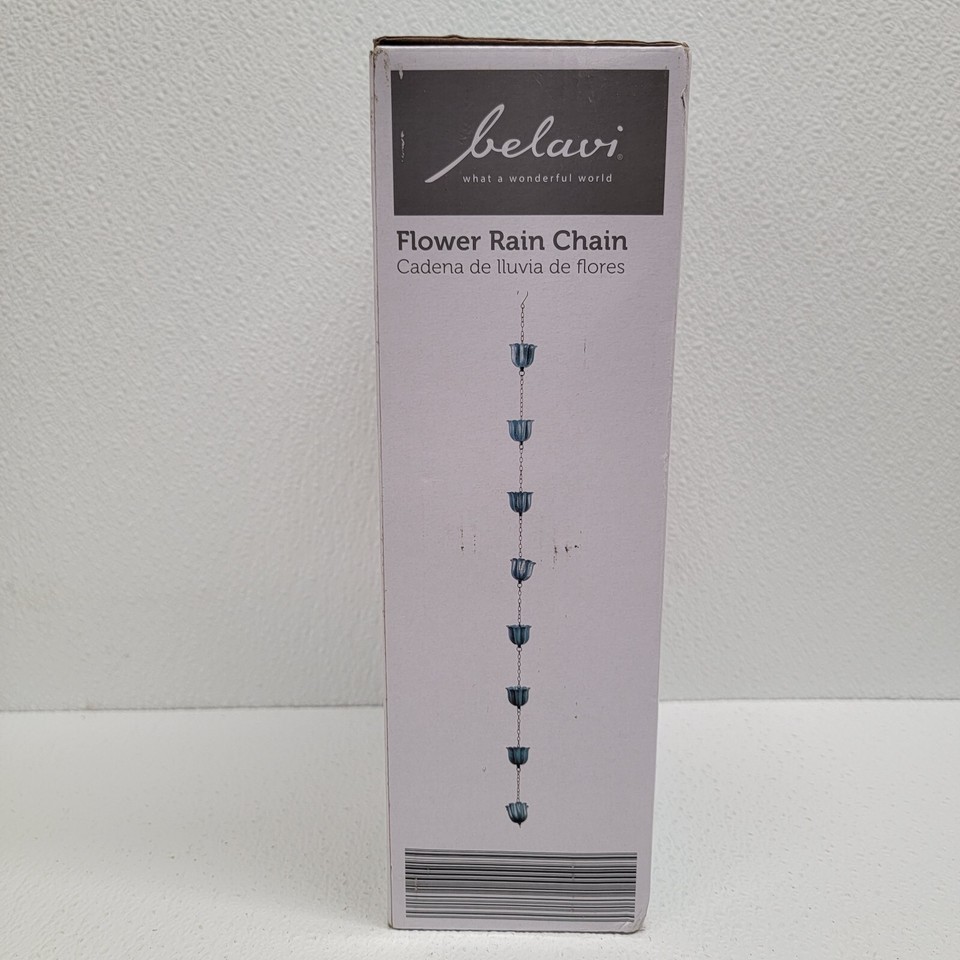 belavi®
what a wonderful world
Flower Rain Chain
Cadena de lluvia de flores